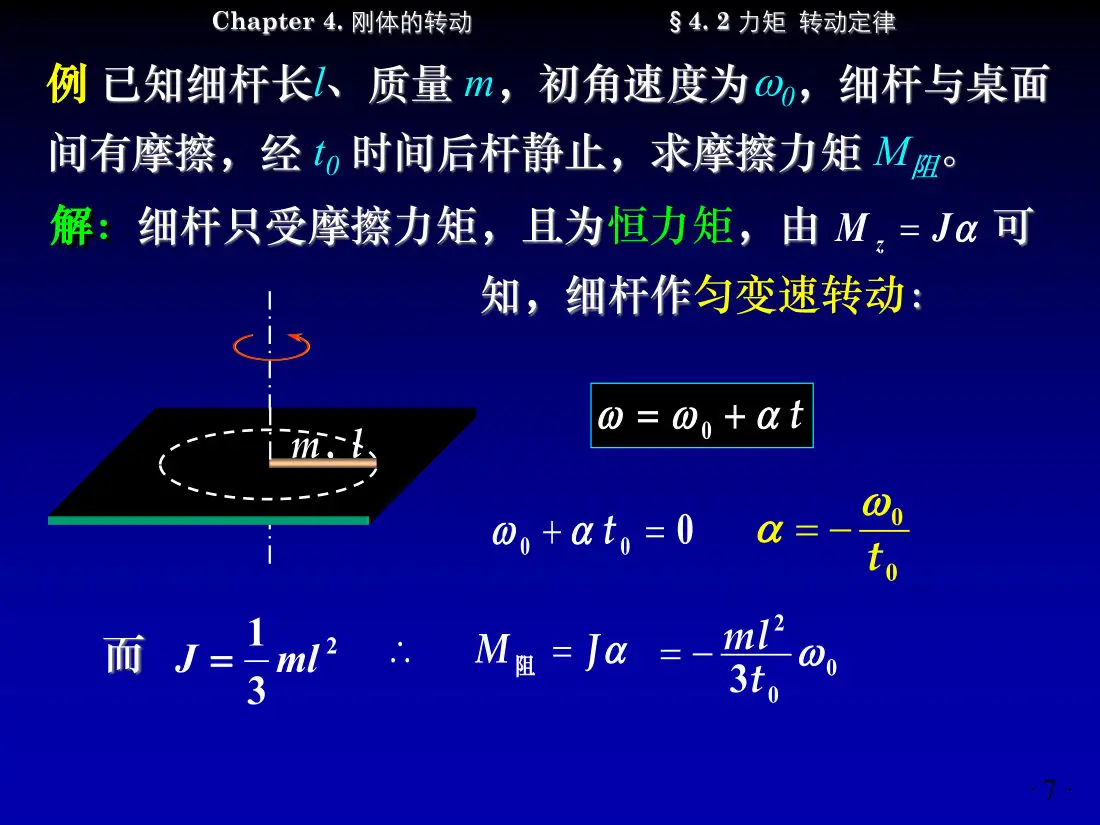 Chapter 4. 刚体的转动 §4. 2 力矩 转动定律
例 已知细杆长l、质量 m，初角速度为ω₀，细杆与桌面
间有摩擦，经 t₀ 时间后杆静止，求摩擦力矩 M阻。
解：细杆只受摩擦力矩，且为恒力矩，由 M_z = Jα 可
知，细杆作匀变速转动：
m , l
ω = ω₀ + α t
ω₀ + α t₀ = 0 α = − ω₀/t₀
而 J = 1/3 ml² ∴ M阻 = Jα = − ml²/3t₀ ω₀
· 7 ·